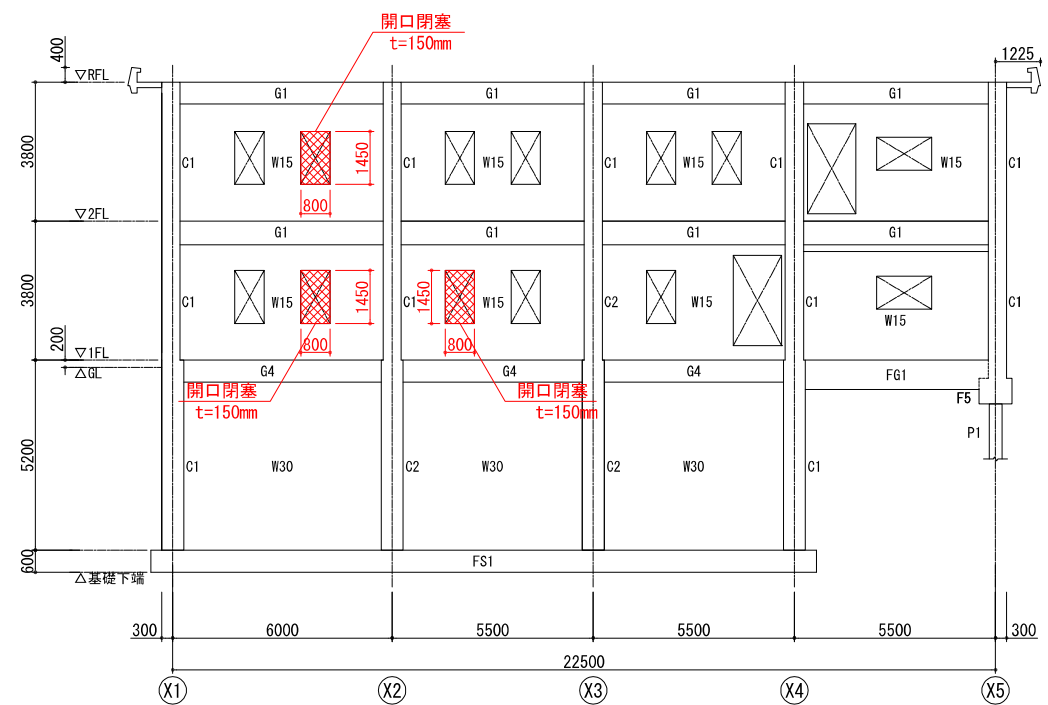 開口閉塞
t=150mm
1225
400
▽RFL
G1 G1 G1 G1
3800
C1 W15 1450 C1 W15 C1 W15 C1 W15 C1
800
▽2FL
G1 G1 G1 G1
3800
C1 W15 1450 C1 1450 W15 C2 W15 C1 W15 C1
800 800
200
▽1FL
△GL
G4 G4 G4 FG1
開口閉塞 開口閉塞
t=150mm t=150mm
F5
P1
5200
C1 W30 C2 W30 C2 W30 C1
600
FS1
△基礎下端
300 6000 5500 5500 5500 300
22500
X1 X2 X3 X4 X5